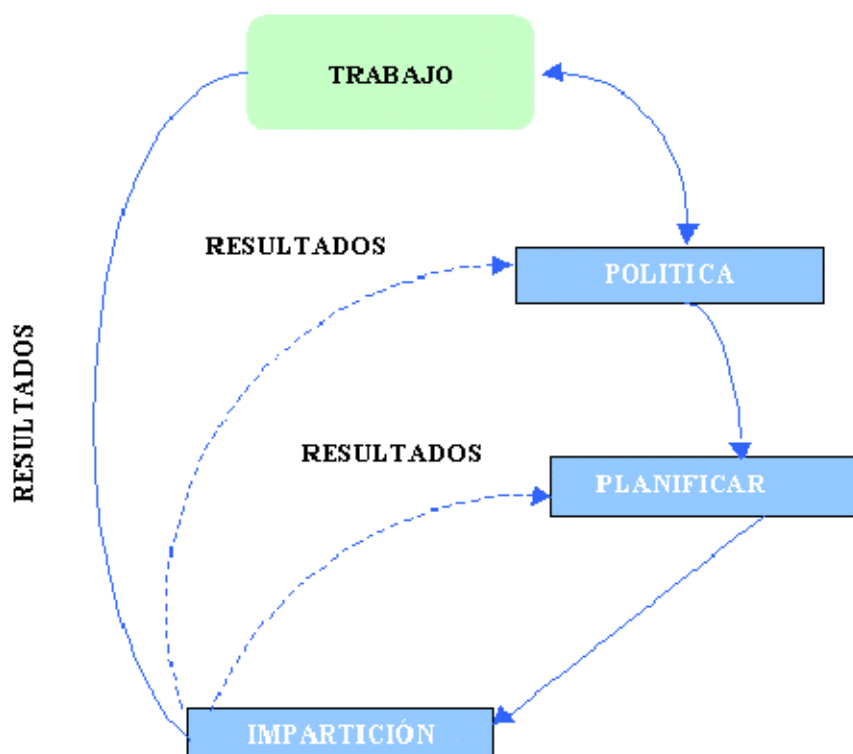 TRABAJO
RESULTADOS
POLITICA
RESULTADOS
RESULTADOS
PLANIFICAR
IMPARTICIÓN